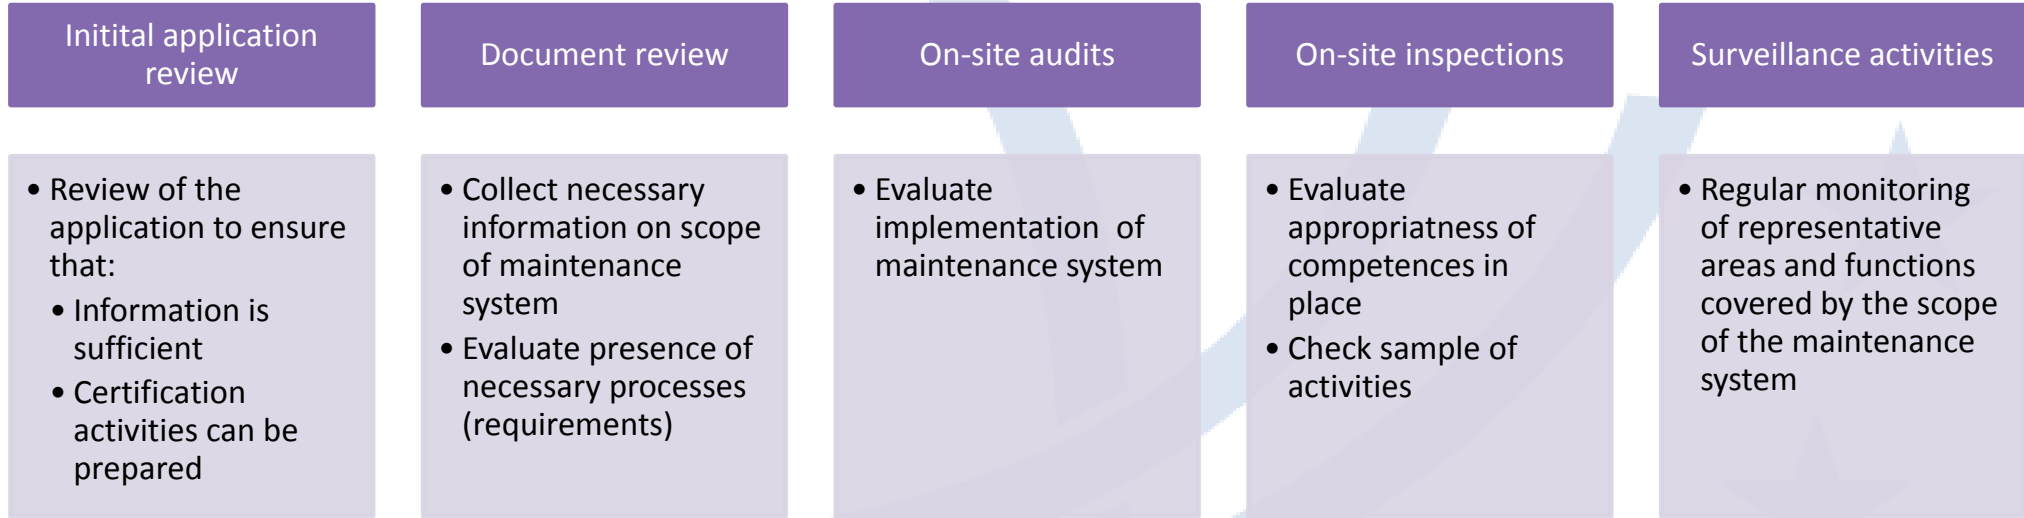 Initital application
review
• Review of the
application to ensure
that:
• Information is
sufficient
• Certification
activities can be
prepared
Document review
• Collect necessary
information on scope
of maintenance
system
• Evaluate presence of
necessary processes
(requirements)
On-site audits
• Evaluate
implementation of
maintenance system
On-site inspections
• Evaluate
appropriatness of
competences in
place
• Check sample of
activities
Surveillance activities
• Regular monitoring
of representative
areas and functions
covered by the scope
of the maintenance
system